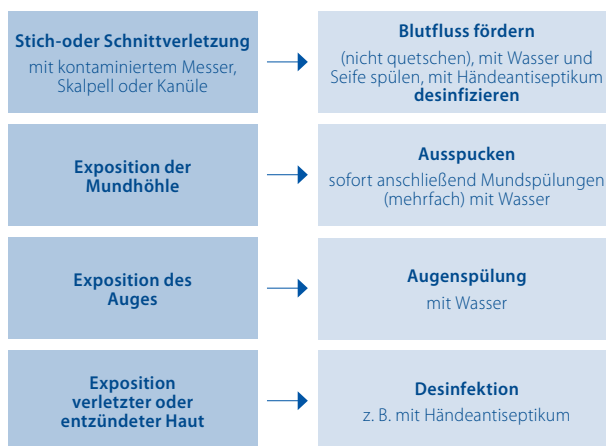 Stich-oder Schnittverletzung
mit kontaminiertem Messer,
Skalpell oder Kanüle
Blutfluss fördern
(nicht quetschen), mit Wasser und
Seife spülen, mit Händeantiseptikum
desinfizieren
Exposition der
Mundhöhle
Ausspucken
sofort anschließend Mundspülungen
(mehrfach) mit Wasser
Exposition des
Auges
Augenspülung
mit Wasser
Exposition
verletzter oder
entzündeter Haut
Desinfektion
z. B. mit Händeantiseptikum